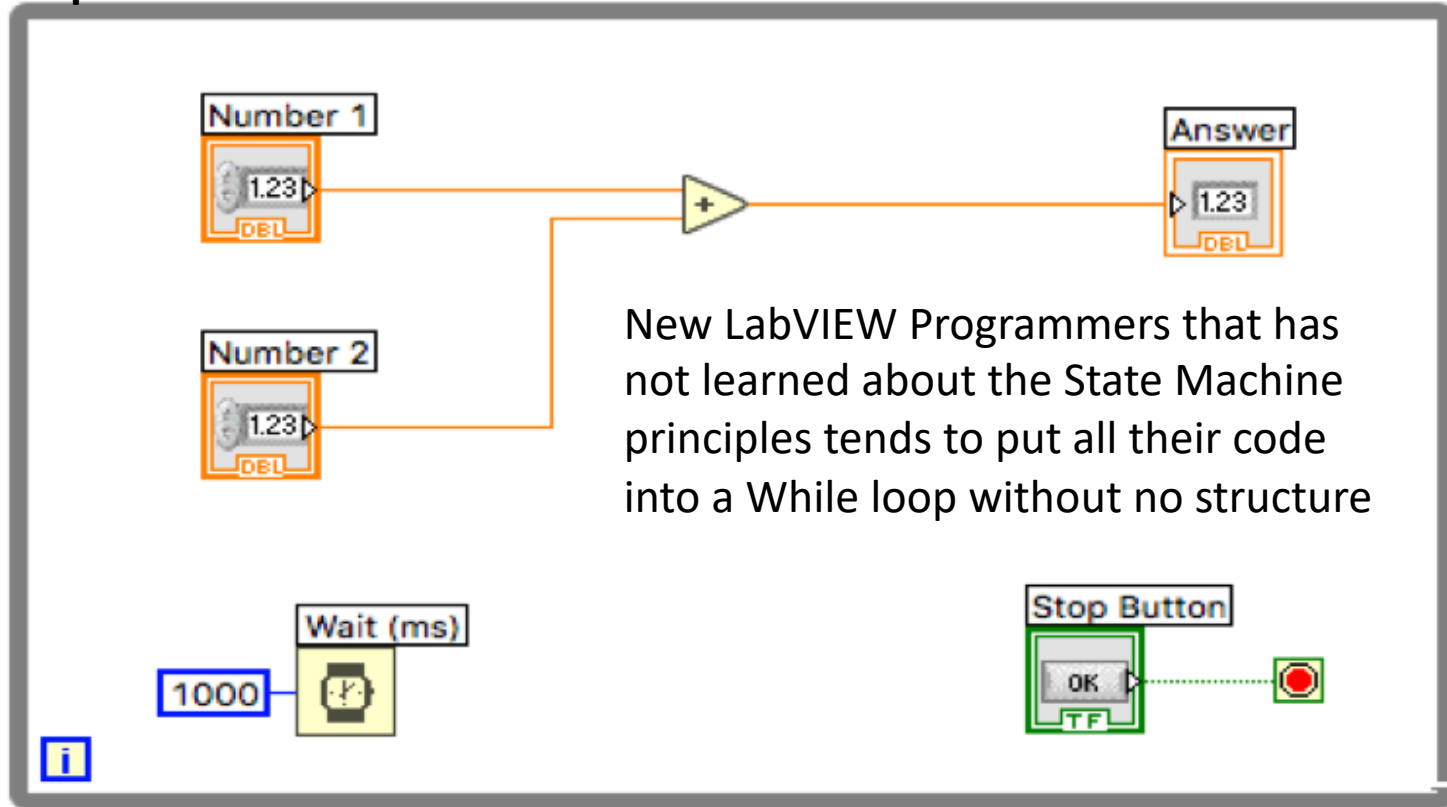 Number 1
1.23
DBL
+
Answer
1.23
DBL
Number 2
1.23
DBL
New LabVIEW Programmers that has
not learned about the State Machine
principles tends to put all their code
into a While loop without no structure
Wait (ms)
1000
Stop Button
OK
TF
i